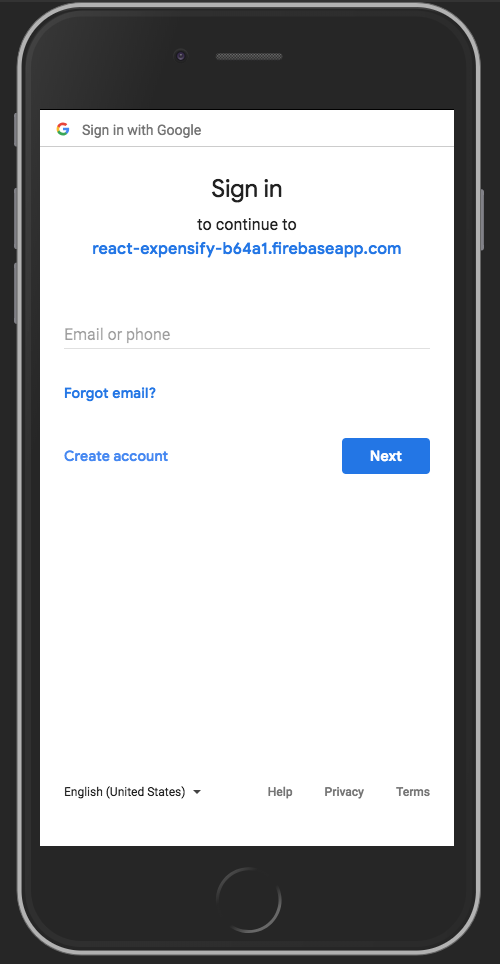 Sign in with Google
Sign in
to continue to
react-expensify-b64a1.firebaseapp.com
Email or phone
Forgot email?
Create account
Next
English (United States)
Help
Privacy
Terms